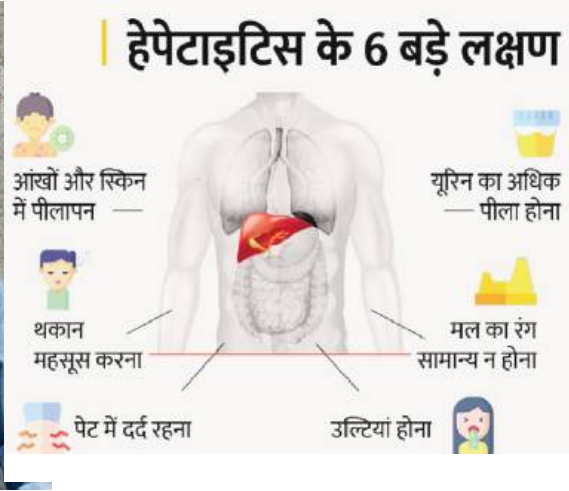 हेपेटाइटिस के 6 बड़े लक्षण
आंखों और स्किन
में पीलापन
यूरिन का अधिक
पीला होना
थकान
महसूस करना
मल का रंग
सामान्य न होना
पेट में दर्द रहना
उल्टियां होना